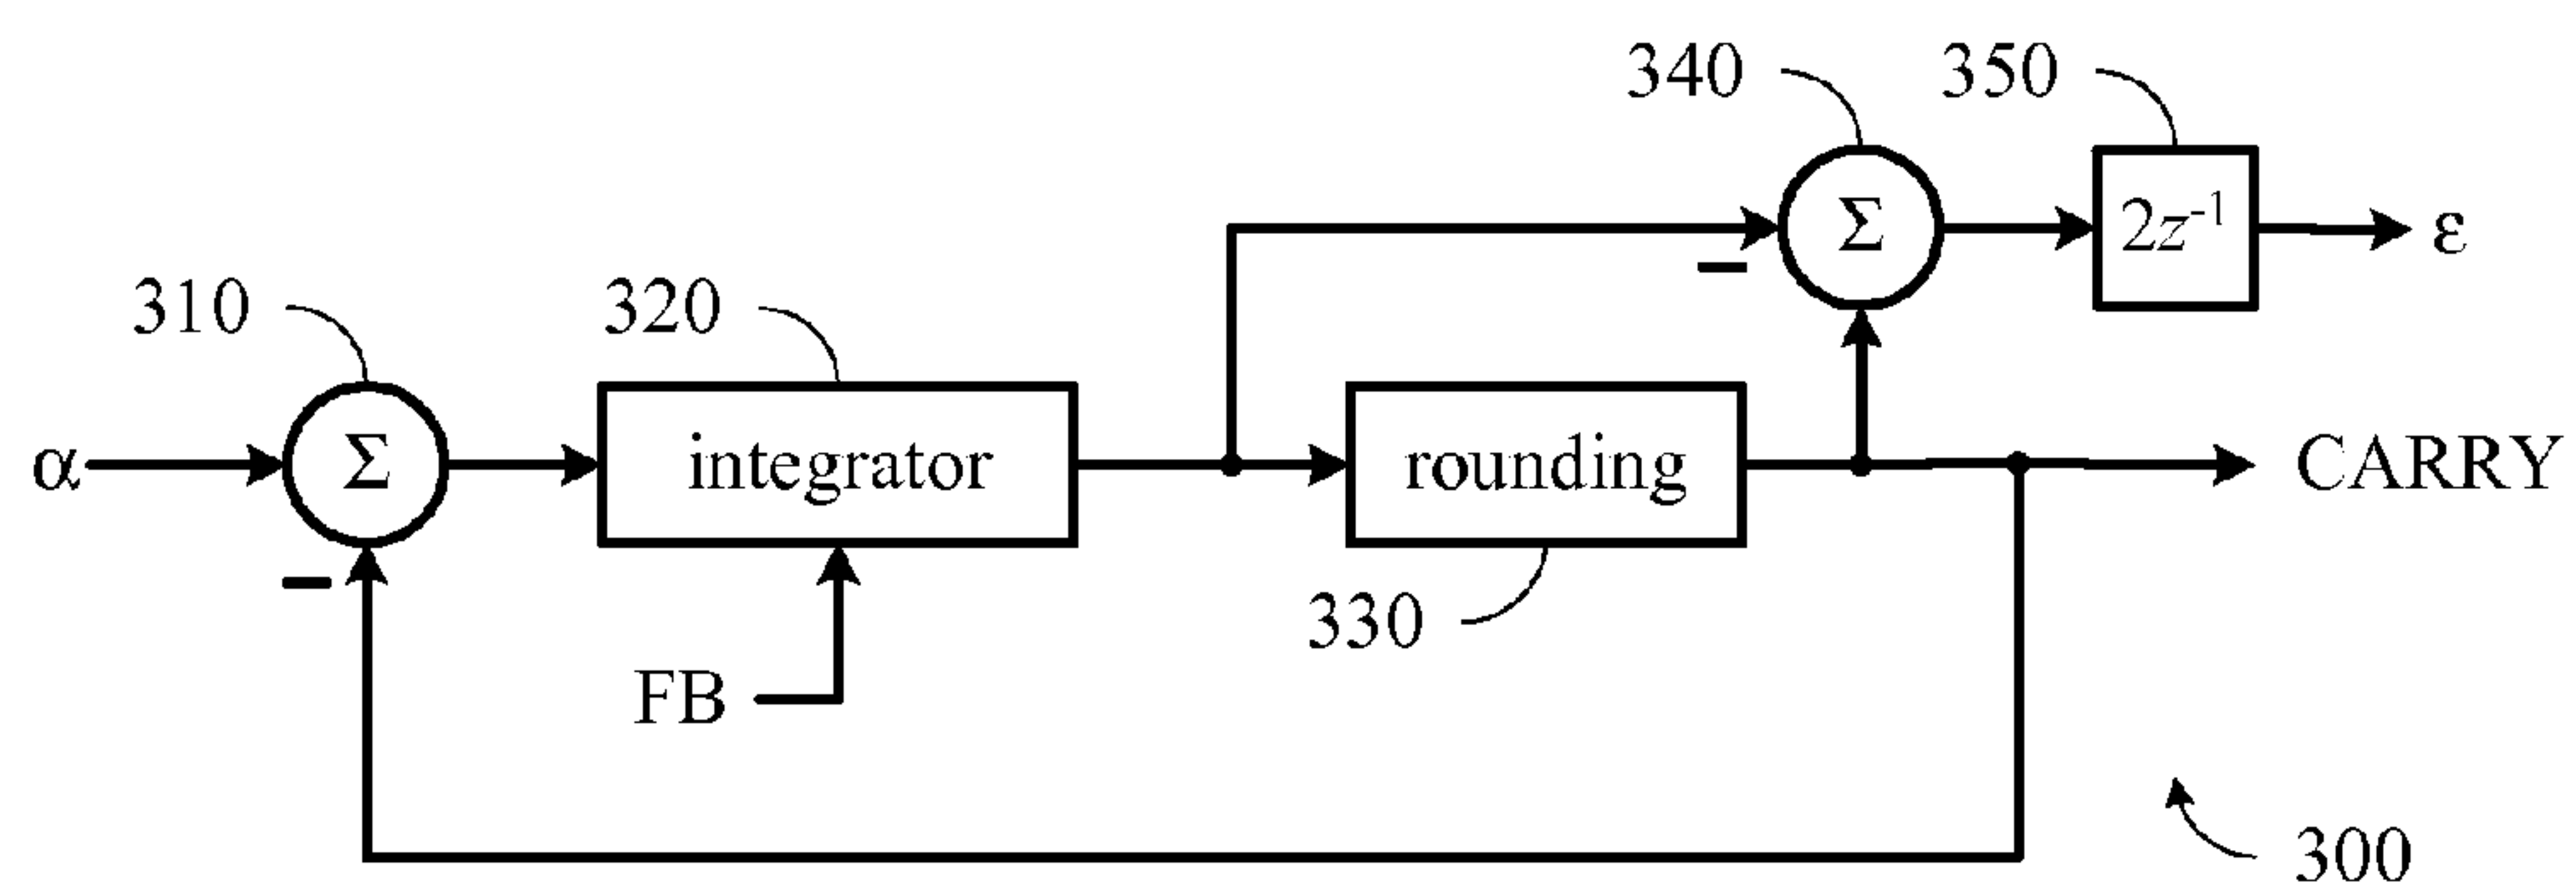 340
350
Σ
2z⁻¹
ε
310
320
α
Σ
integrator
rounding
CARRY
330
FB
300